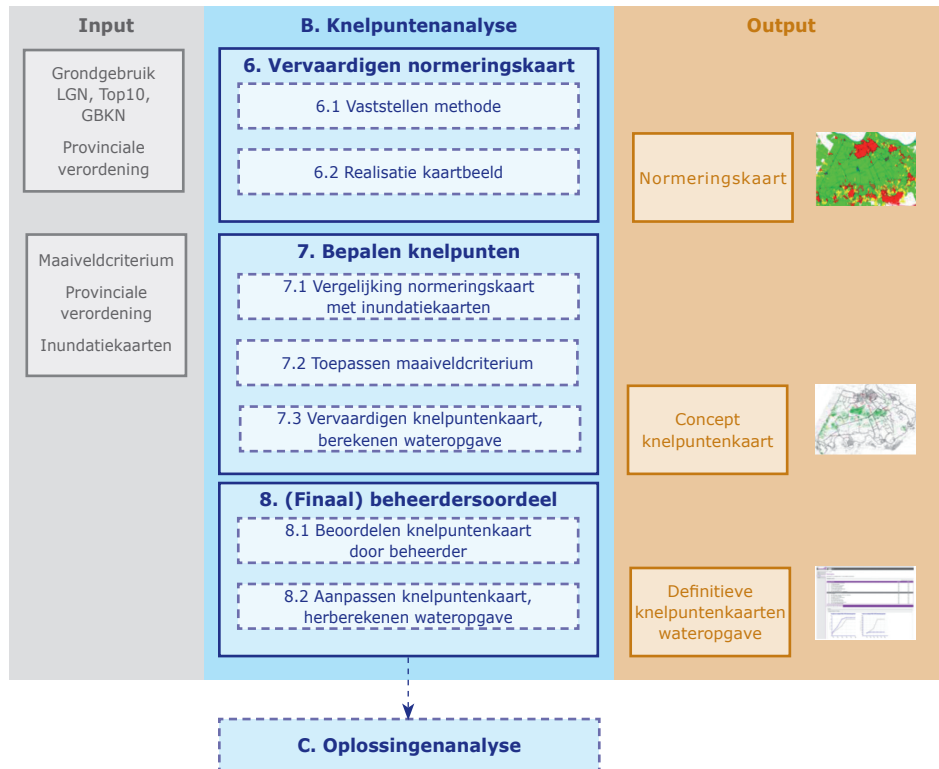 Input
B. Knelpuntenanalyse
Output
Grondgebruik
LGN, Top10,
GBKN
Provinciale
verordening
6. Vervaardigen normeringskaart
6.1 Vaststellen methode
6.2 Realisatie kaartbeeld
Normeringskaart
Maaiveldcriterium
Provinciale
verordening
Inundatiekaarten
7. Bepalen knelpunten
7.1 Vergelijking normeringskaart
met inundatiekaarten
7.2 Toepassen maaiveldcriterium
7.3 Vervaardigen knelpuntenkaart,
berekenen wateropgave
Concept
knelpuntenkaart
8. (Finaal) beheerdersoordeel
8.1 Beoordelen knelpuntenkaart
door beheerder
8.2 Aanpassen knelpuntenkaart,
herberekenen wateropgave
Definitieve
knelpuntenkaarten
wateropgave
C. Oplossingenanalyse